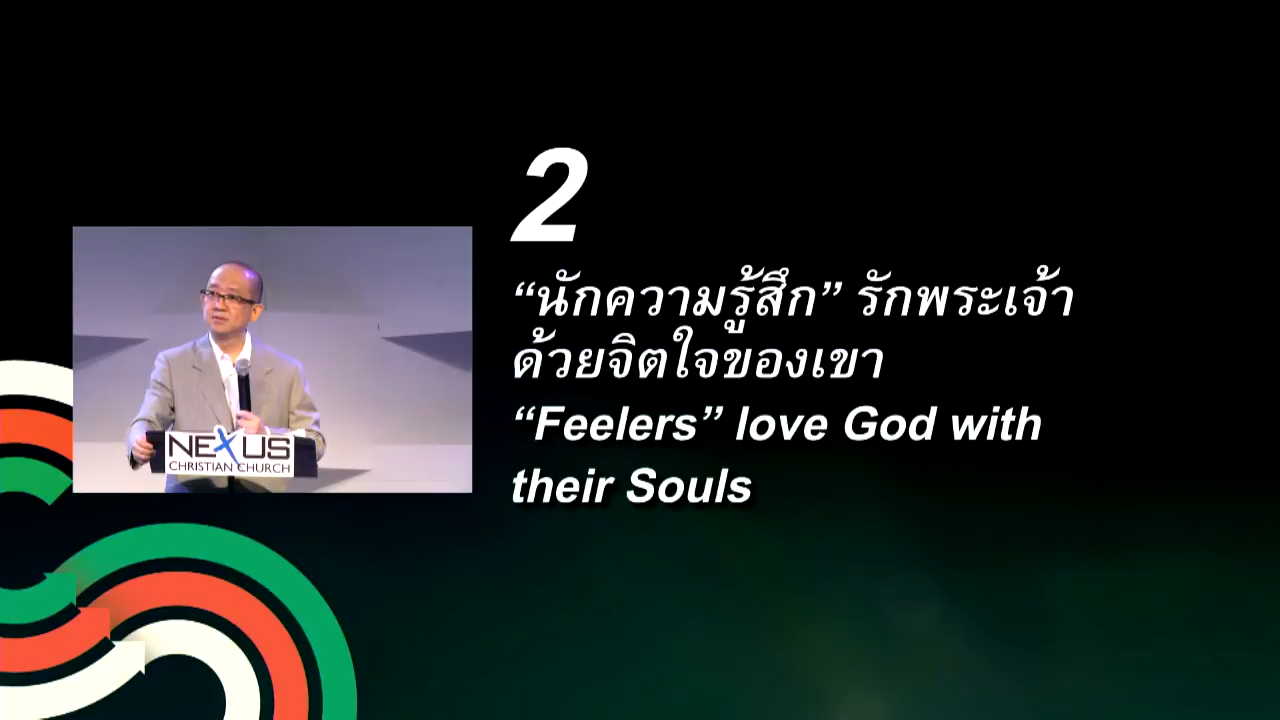 2
“นักความรู้สึก” รักพระเจ้า
ด้วยจิตใจของเขา
“Feelers” love God with
their Souls
NEXUS
CHRISTIAN CHURCH